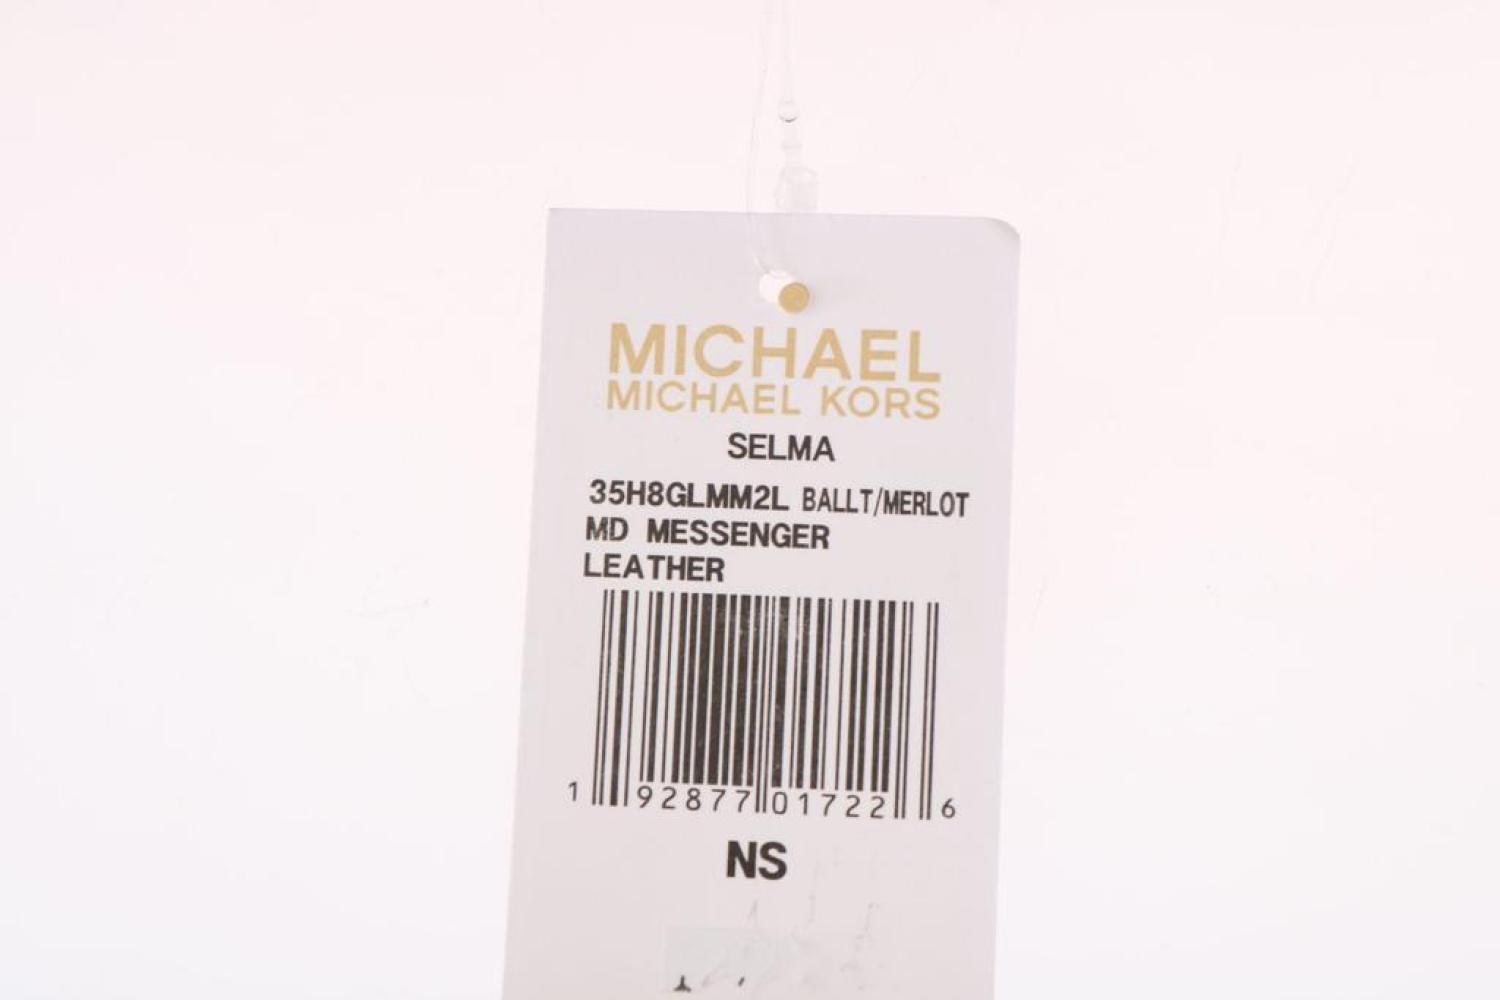 MICHAEL
MICHAEL KORS
SELMA
35H8GLMM2L BALLT/MERLOT
MD MESSENGER
LEATHER
1 92877 01722 6
NS